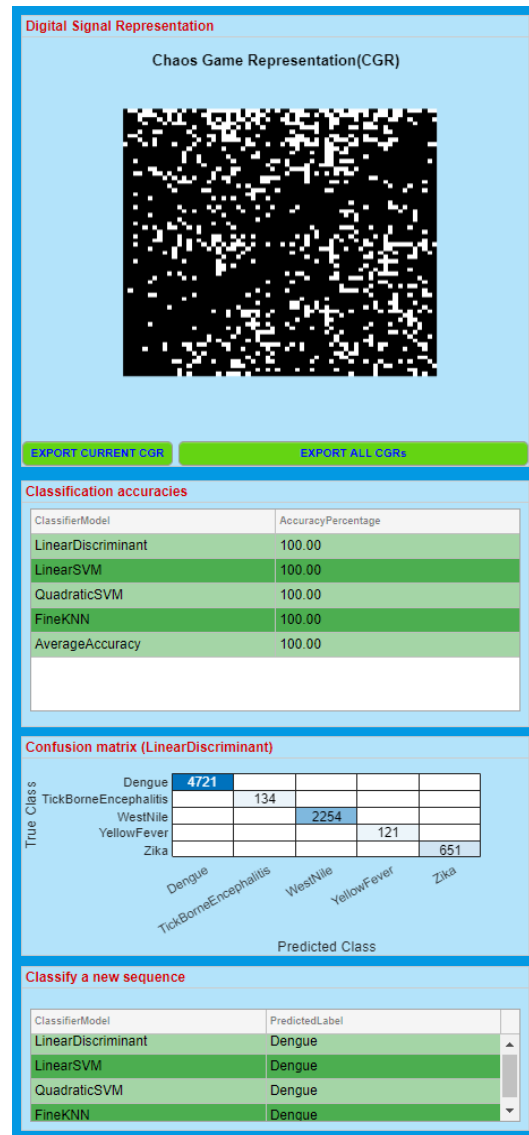 Digital Signal Representation
Chaos Game Representation(CGR)
EXPORT CURRENT CGR EXPORT ALL CGRs
Classification accuracies
ClassifierModel AccuracyPercentage
LinearDiscriminant 100.00
LinearSVM 100.00
QuadraticSVM 100.00
FineKNN 100.00
AverageAccuracy 100.00
Confusion matrix (LinearDiscriminant)
True Class
Dengue 4721
TickBorneEncephalitis 134
WestNile 2254
YellowFever 121
Zika 651
Dengue TickBorneEncephalitis WestNile YellowFever Zika
Predicted Class
Classify a new sequence
ClassifierModel PredictedLabel
LinearDiscriminant Dengue
LinearSVM Dengue
QuadraticSVM Dengue
FineKNN Dengue